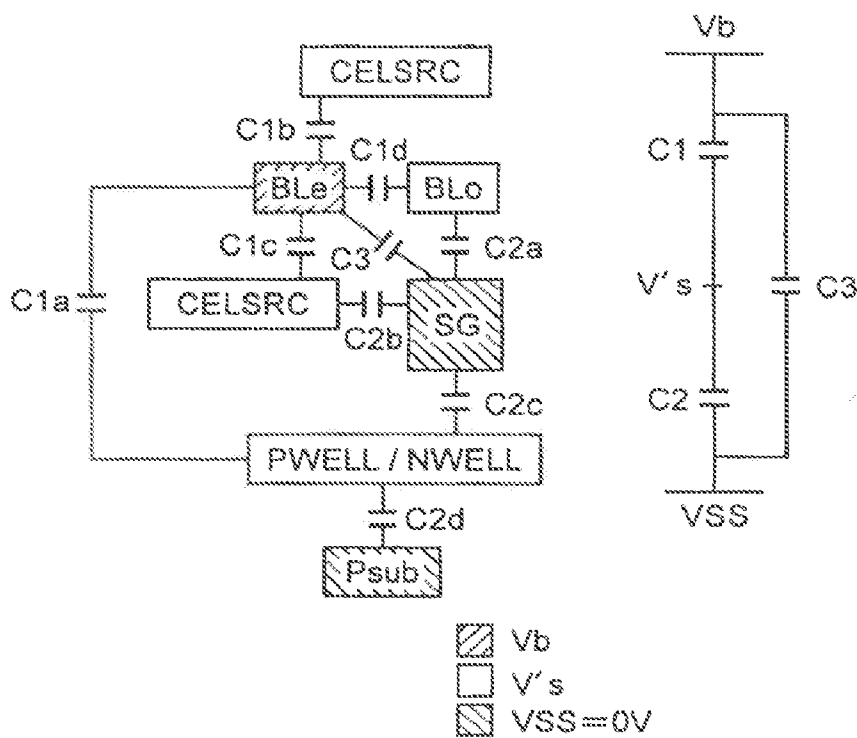 Vb
CELSRC
C1b
C1d
C1
BLe
BLo
C1c
C3
C2a
C1a
CELSRC
V's
C3
C2b
SG
C2c
C2
PWELL / NWELL
VSS
C2d
Psub
Vb
V's
VSS=0V